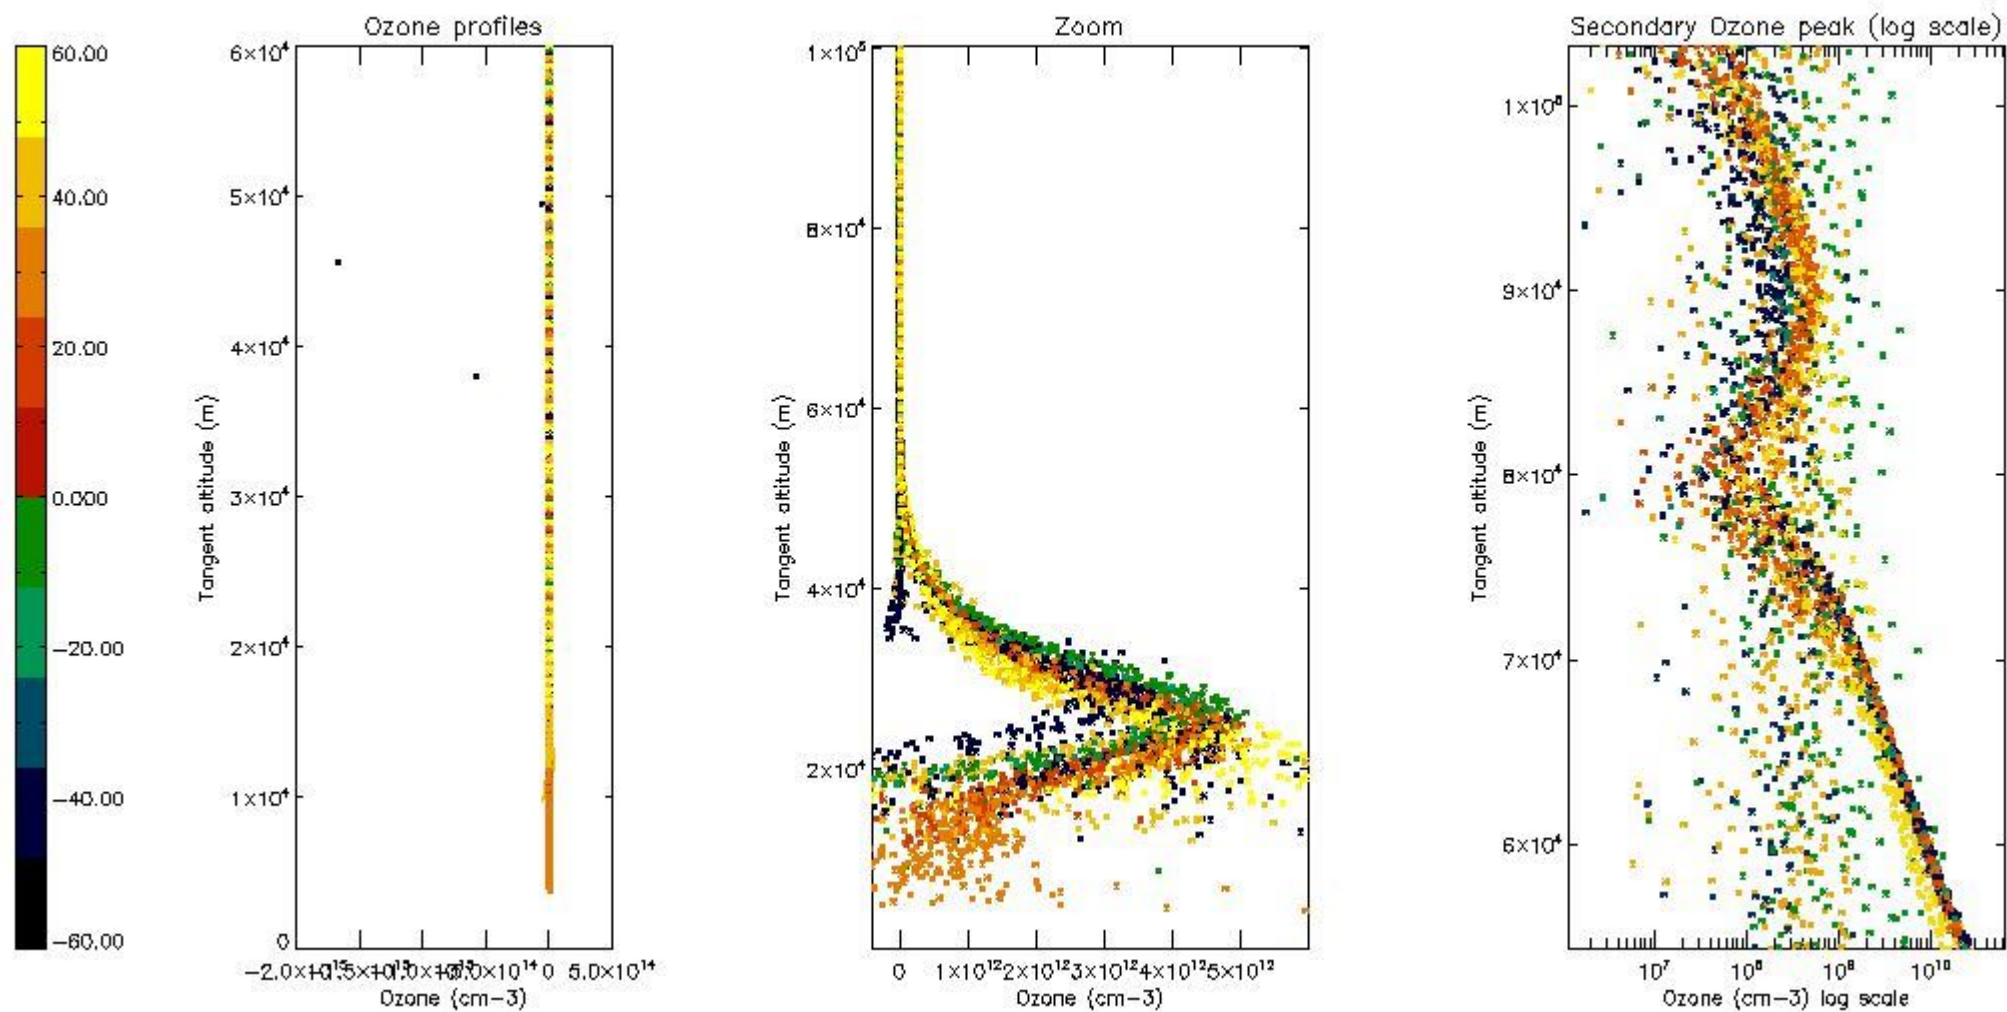 60.00
40.00
20.00
0.000
−20.00
−40.00
−60.00
Ozone profiles
6×10⁴
5×10⁴
4×10⁴
3×10⁴
2×10⁴
1×10⁴
0
Tangent altitude (m)
0 5.0×10¹⁴
Ozone (cm−3)
Zoom
1×10⁵
8×10⁴
6×10⁴
4×10⁴
2×10⁴
Tangent altitude (m)
0 1×10¹² 2×10¹² 3×10¹² 4×10¹² 5×10¹²
Ozone (cm−3)
Secondary Ozone peak (log scale)
9×10⁴
8×10⁴
7×10⁴
6×10⁴
Tangent altitude (m)
10⁷ 10¹⁰
Ozone (cm−3) log scale